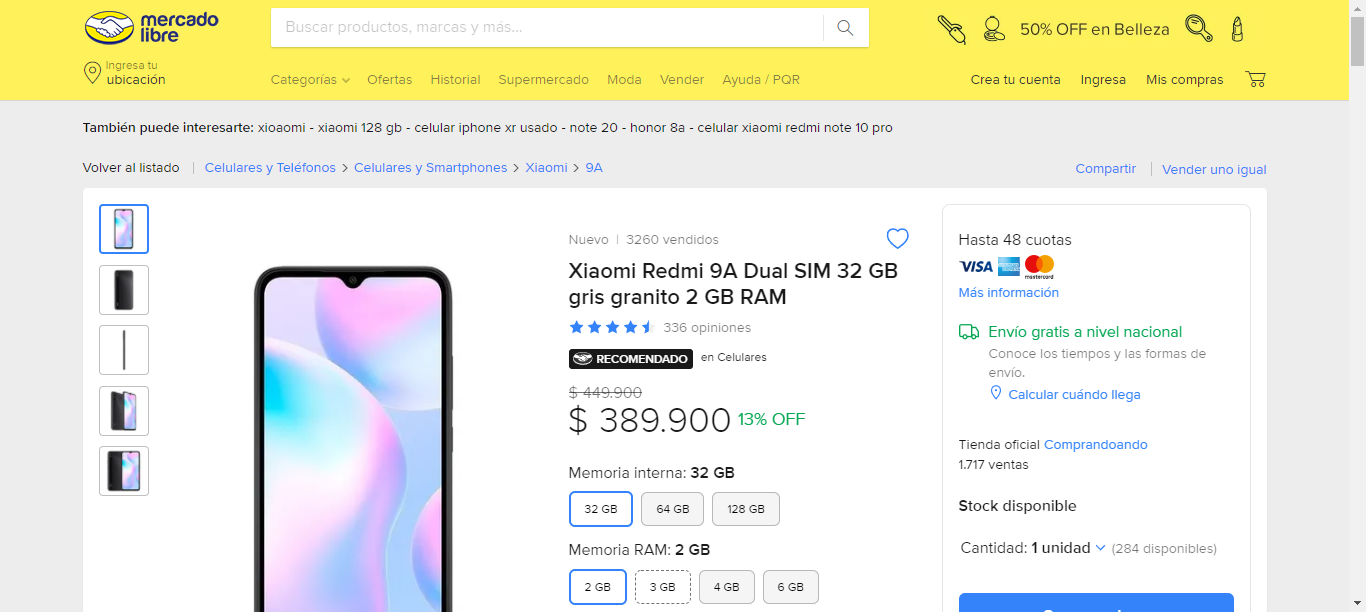 mercado
libre
Buscar productos, marcas y más...
50% OFF en Belleza
Ingresa tu
ubicación
Categorías
Ofertas
Historial
Supermercado
Moda
Vender
Ayuda / PQR
Crea tu cuenta
Ingresa
Mis compras
También puede interesarte: xioaomi - xiaomi 128 gb - celular iphone xr usado - note 20 - honor 8a - celular xiaomi redmi note 10 pro
Volver al listado | Celulares y Teléfonos > Celulares y Smartphones > Xiaomi > 9A
Compartir | Vender uno igual
Nuevo | 3260 vendidos
Xiaomi Redmi 9A Dual SIM 32 GB
gris granito 2 GB RAM
336 opiniones
RECOMENDADO en Celulares
$ 449.900
$ 389.900 13% OFF
Memoria interna: 32 GB
32 GB
64 GB
128 GB
Memoria RAM: 2 GB
2 GB
3 GB
4 GB
6 GB
Hasta 48 cuotas
VISA
mastercard
Más información
Envío gratis a nivel nacional
Conoce los tiempos y las formas de
envío.
Calcular cuándo llega
Tienda oficial Comprandoando
1.717 ventas
Stock disponible
Cantidad: 1 unidad (284 disponibles)